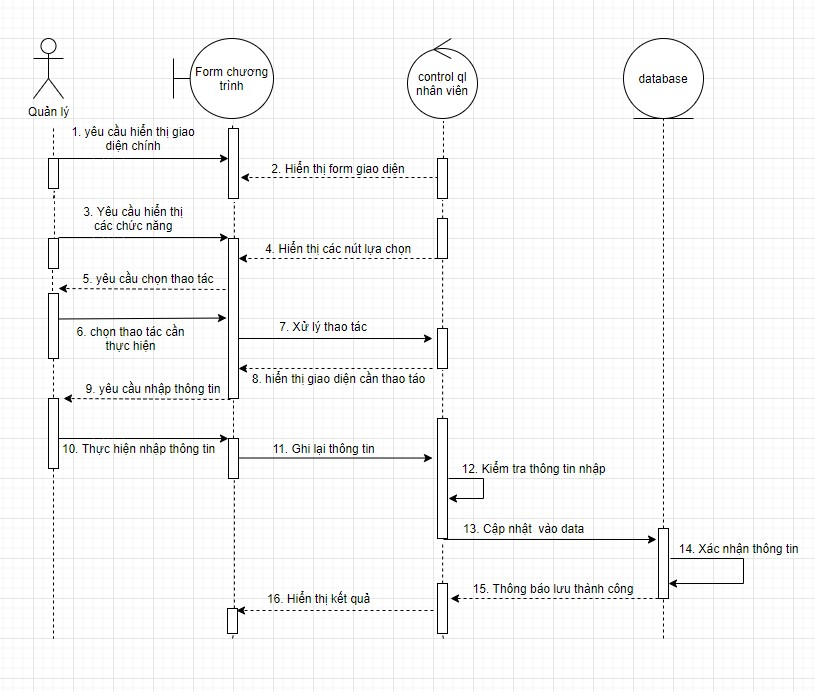 Form chương
trình
control ql
nhân viên
database
Quản lý
1. yêu cầu hiển thị giao
diện chính
2. Hiển thị form giao diện
3. Yêu cầu hiển thị
các chức năng
4. Hiển thị các nút lựa chọn
5. yêu cầu chọn thao tác
6. chọn thao tác cần
thực hiện
7. Xử lý thao tác
8. hiển thị giao diện cần thao táo
9. yêu cầu nhập thông tin
10. Thực hiện nhập thông tin
11. Ghi lại thông tin
12. Kiểm tra thông tin nhập
13. Cập nhật vào data
14. Xác nhận thông tin
15. Thông báo lưu thành công
16. Hiển thị kết quả